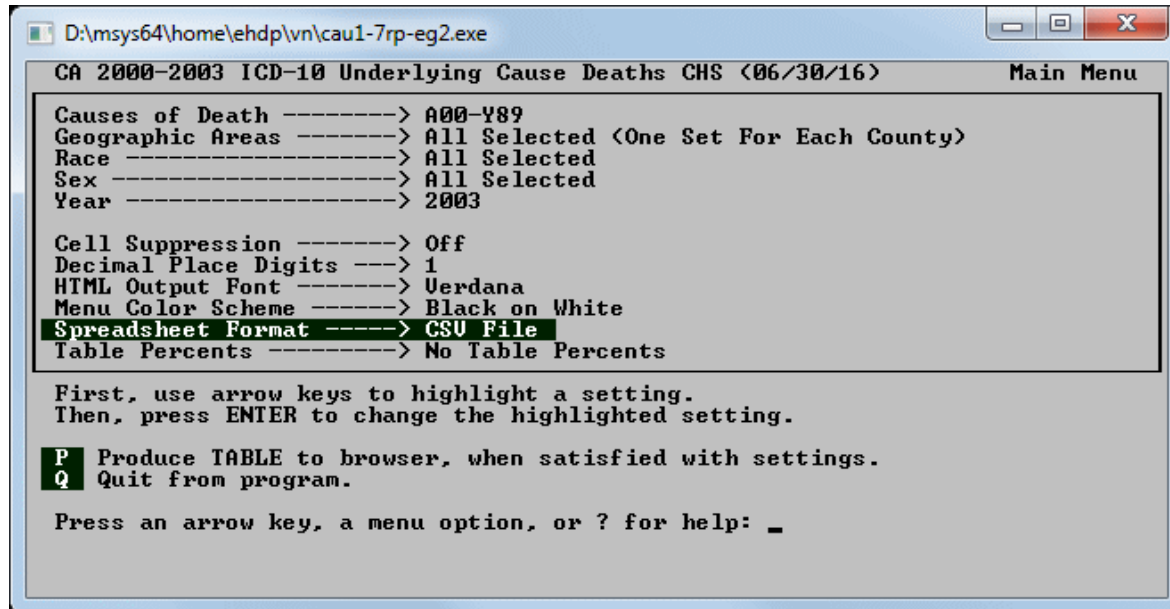 D:\msys64\home\ehdp\vn\cau1-7rp-eg2.exe
CA 2000-2003 ICD-10 Underlying Cause Deaths CHS (06/30/16) Main Menu
Causes of Death --------> A00-Y89
Geographic Areas -------> All Selected (One Set For Each County)
Race -------------------> All Selected
Sex --------------------> All Selected
Year -------------------> 2003
Cell Suppression -------> Off
Decimal Place Digits ---> 1
HTML Output Font -------> Verdana
Menu Color Scheme ------> Black on White
Spreadsheet Format -----> CSV File
Table Percents ---------> No Table Percents
First, use arrow keys to highlight a setting.
Then, press ENTER to change the highlighted setting.
P Produce TABLE to browser, when satisfied with settings.
Q Quit from program.
Press an arrow key, a menu option, or ? for help: _